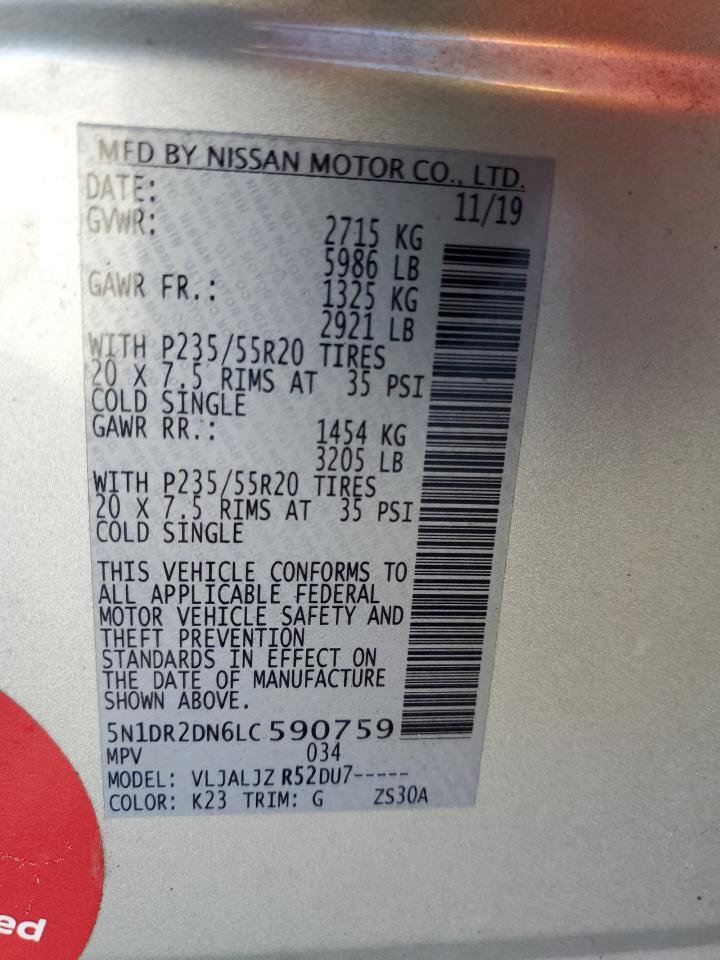 MFD BY NISSAN MOTOR CO., LTD.
DATE: 11/19
GVWR: 2715 KG
5986 LB
GAWR FR.: 1325 KG
2921 LB
WITH P235/55R20 TIRES
20 X 7.5 RIMS AT 35 PSI
COLD SINGLE
GAWR RR.: 1454 KG
3205 LB
WITH P235/55R20 TIRES
20 X 7.5 RIMS AT 35 PSI
COLD SINGLE
THIS VEHICLE CONFORMS TO
ALL APPLICABLE FEDERAL
MOTOR VEHICLE SAFETY AND
THEFT PREVENTION
STANDARDS IN EFFECT ON
THE DATE OF MANUFACTURE
SHOWN ABOVE.
5N1DR2DN6LC 590759
MPV 034
MODEL: VLJALJZ R52DU7-----
COLOR: K23 TRIM: G ZS30A
ed